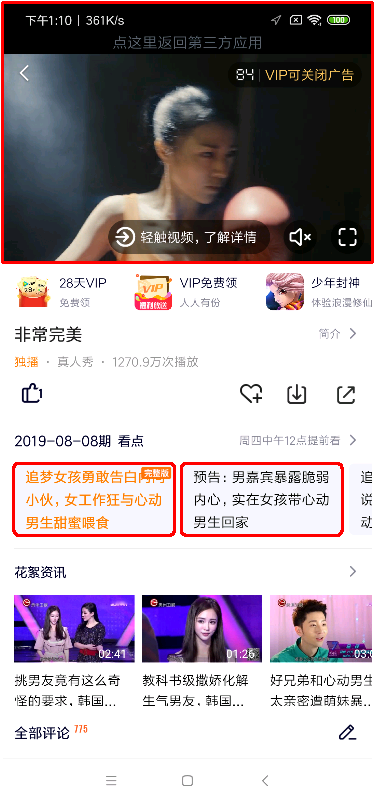 下午1:10 | 361K/s
100
点这里返回第三方应用
84 | VIP可关闭广告
轻触视频，了解详情
28天VIP
免费领
VIP免费领
人人有份
少年封神
体验浪漫修仙
非常完美
简介
独播 · 真人秀 · 1270.9万次播放
1
2019-08-08期 看点
周四中午12点提前看
完整版
追梦女孩勇敢告白
小伙，女工作狂与心动
男生甜蜜喂食
预告：男嘉宾暴露脆弱
内心，实在女孩带心动
男生回家
追
说
男
花絮资讯
02:41
01:26
03:0
挑男友竟有这么奇
怪的要求，韩国...
教科书级撒娇化解
生气男友，韩国...
好兄弟和心动男生
太亲密遭萌妹暴...
全部评论 775